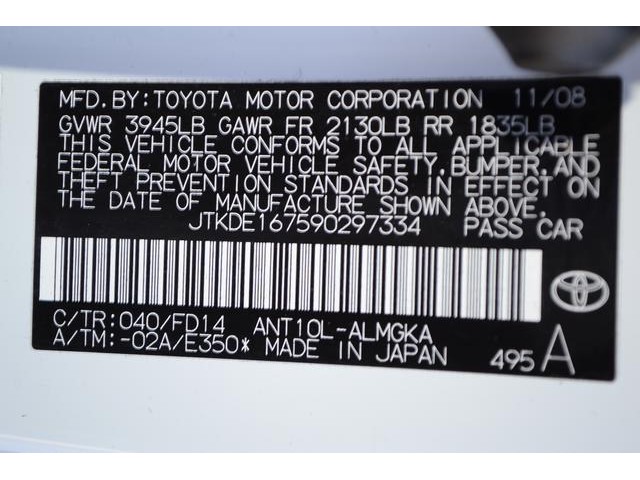 MFD. BY: TOYOTA MOTOR CORPORATION 11/08
GVWR 3945LB GAWR FR 2130LB RR 1835LB
THIS VEHICLE CONFORMS TO ALL APPLICABLE
FEDERAL MOTOR VEHICLE SAFETY, BUMPER, AND
THEFT PREVENTION STANDARDS IN EFFECT ON
THE DATE OF MANUFACTURE SHOWN ABOVE.
JTKDE167590297334 PASS CAR
C/TR: 040/FD14 ANT10L-ALMGKA
A/TM: -02A/E350* MADE IN JAPAN 495 A